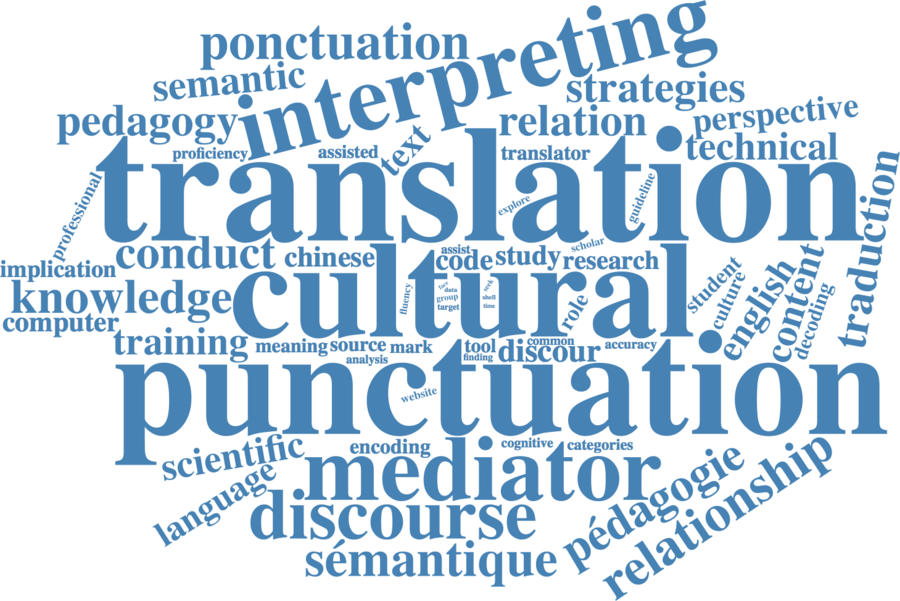 ponctuation
interpreting
semantic
strategies
pedagogy
relation
perspective
text
proficiency
assisted
translator
technical
translation
professional
explore
guideline
traduction
conduct
chinese
assist
code
study
scholar
research
implication
cultural
knowledge
computer
fluency
data
group
target
shell
time
role
student
culture
english
content
decoding
training
meaning
source
mark
analysis
tool
finding
common
discour
accuracy
punctuation
website
scientific
encoding
cognitive
categories
language
mediator
discourse
pédagogie
relationship
sémantique